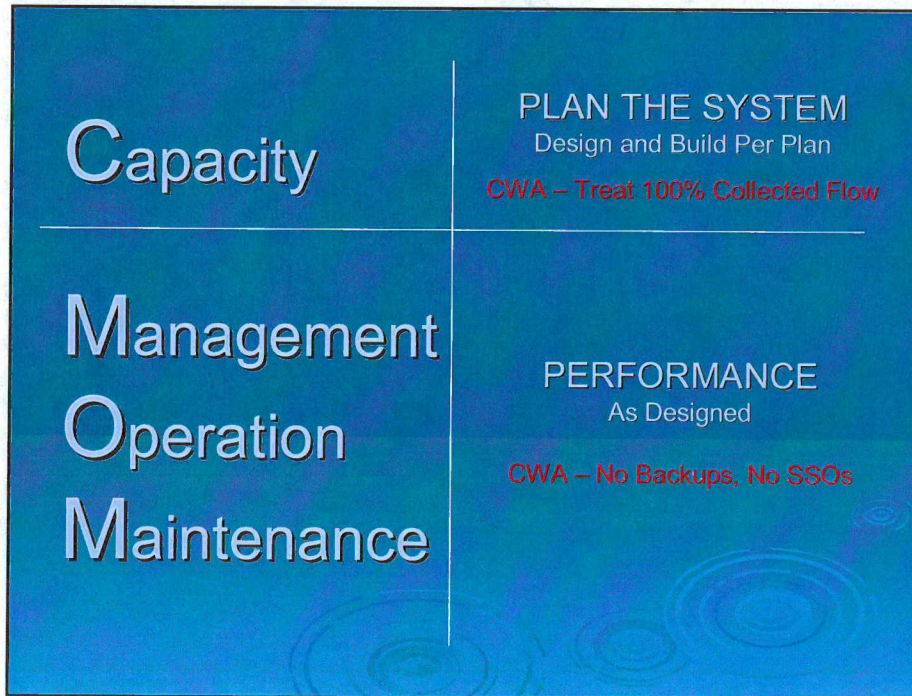 Capacity
PLAN THE SYSTEM
Design and Build Per Plan
CWA – Treat 100% Collected Flow
Management
Operation
Maintenance
PERFORMANCE
As Designed
CWA – No Backups, No SSOs